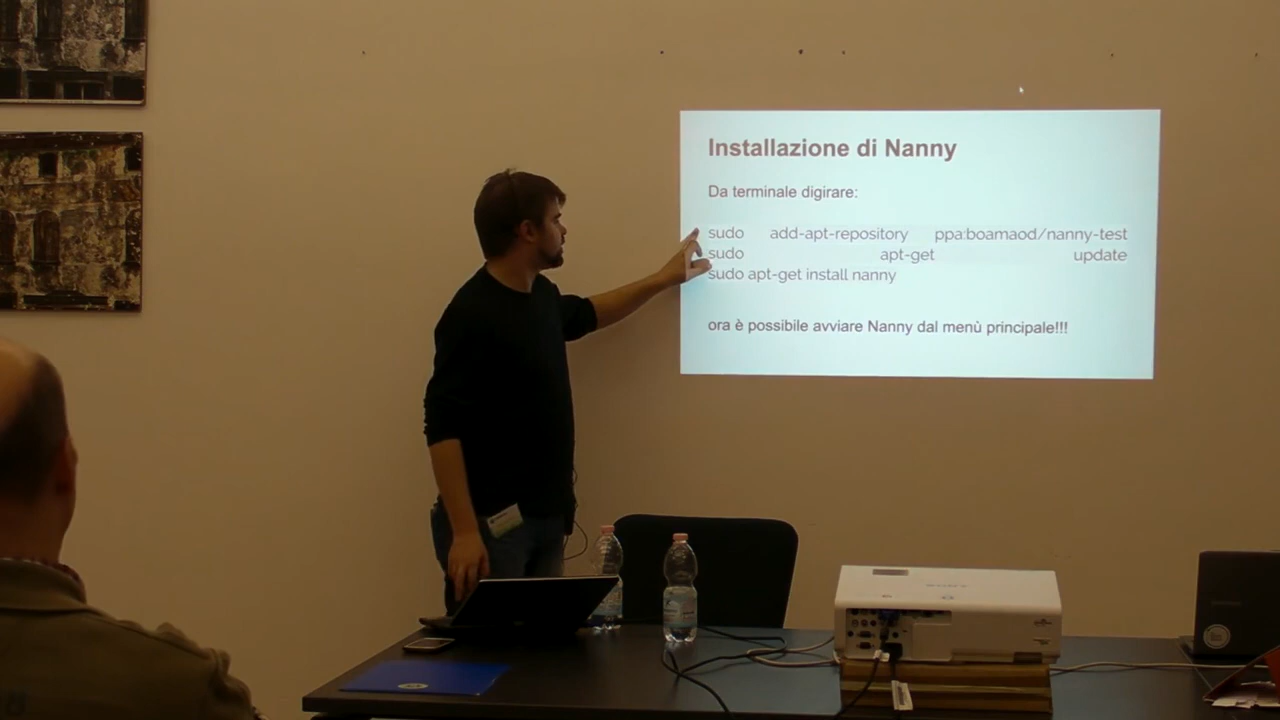 Installazione di Nanny
Da terminale digirare:
sudo add-apt-repository ppa:boamaod/nanny-test
sudo apt-get update
sudo apt-get install nanny
ora è possibile avviare Nanny dal menù principale!!!